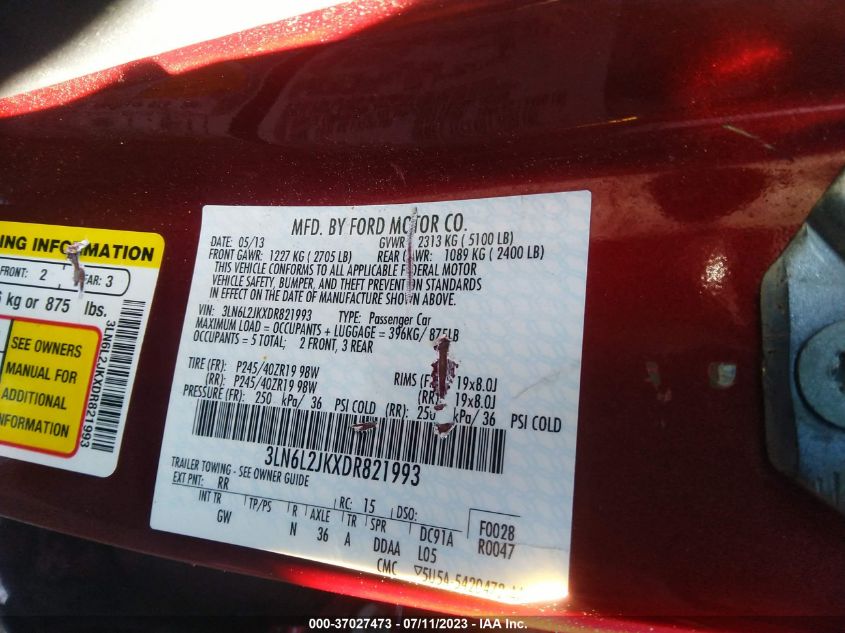 NG INFORMATION
FRONT: 2 EAR: 3
kg or 875 lbs.
SEE OWNERS
MANUAL FOR
ADDITIONAL
NFORMATION
3LN6L2JKXDR821993
MFD. BY FORD MOTOR CO.
DATE: 05/13 GVWR: 2313 KG ( 5100 LB)
FRONT GAWR: 1227 KG ( 2705 LB) REAR GAWR: 1089 KG ( 2400 LB)
THIS VEHICLE CONFORMS TO ALL APPLICABLE FEDERAL MOTOR
VEHICLE SAFETY, BUMPER, AND THEFT PREVENTION STANDARDS
IN EFFECT ON THE DATE OF MANUFACTURE SHOWN ABOVE.
VIN: 3LN6L2JKXDR821993 TYPE: Passenger Car
MAXIMUM LOAD = OCCUPANTS + LUGGAGE = 396KG/ 875LB
OCCUPANTS = 5 TOTAL; 2 FRONT, 3 REAR
TIRE (FR): P245/40ZR19 98W RIMS (F 19x8.0J
(RR): P245/40ZR19 98W (RR): 19x8.0J
PRESSURE (FR): 250 kPa/ 36 PSI COLD (RR): 250 kPa/ 36 PSI COLD
3LN6L2JKXDR821993
TRAILER TOWING - SEE OWNER GUIDE
EXT PNT: RR RC: 15 DSO:
INT TR TP/PS R AXLE TR SPR DC91A F0028
GW N 36 A DDAA L05 R0047
CMC
000-37027473 - 07/11/2023 - IAA Inc.